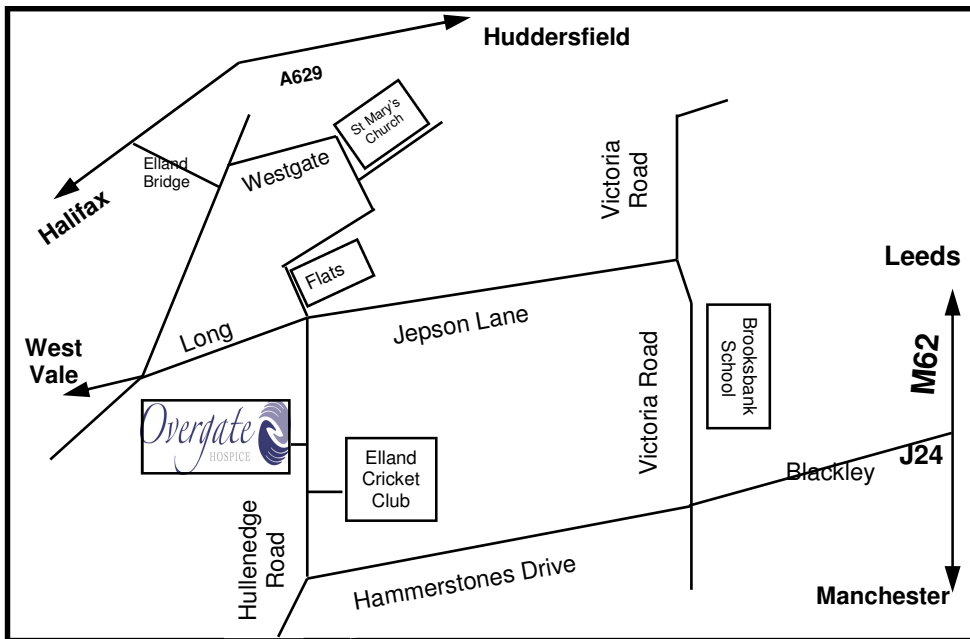 Huddersfield
A629
St Mary's
Church
Elland
Bridge
Westgate
Halifax
Victoria
Road
Flats
Leeds
Long
Jepson Lane
West
Vale
Brooksbank
School
M62
Victoria Road
Overgate
HOSPICE
Elland
Cricket
Club
J24
Blackley
Hullenedge
Road
Hammerstones Drive
Manchester